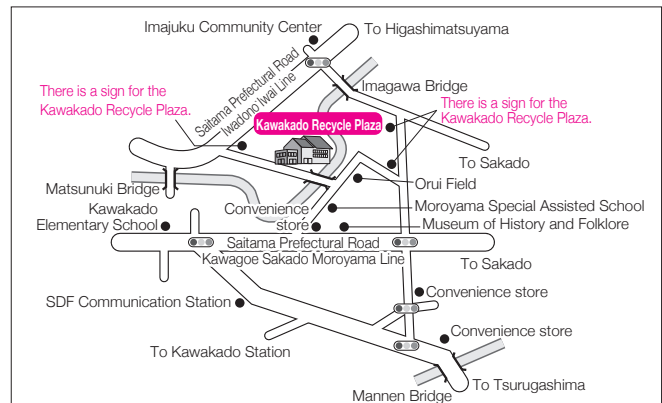 Imajuku Community Center
To Higashimatsuyama
Saitama Prefectural Road
Iwadono Iwai Line
Imagawa Bridge
There is a sign for the
Kawakado Recycle Plaza.
There is a sign for the
Kawakado Recycle Plaza.
Kawakado Recycle Plaza
To Sakado
Matsunuki Bridge
Orui Field
Kawakado
Elementary School
Convenience
store
Moroyama Special Assisted School
Museum of History and Folklore
Saitama Prefectural Road
Kawagoe Sakado Moroyama Line
To Sakado
SDF Communication Station
Convenience store
Convenience store
To Kawakado Station
Mannen Bridge
To Tsurugashima